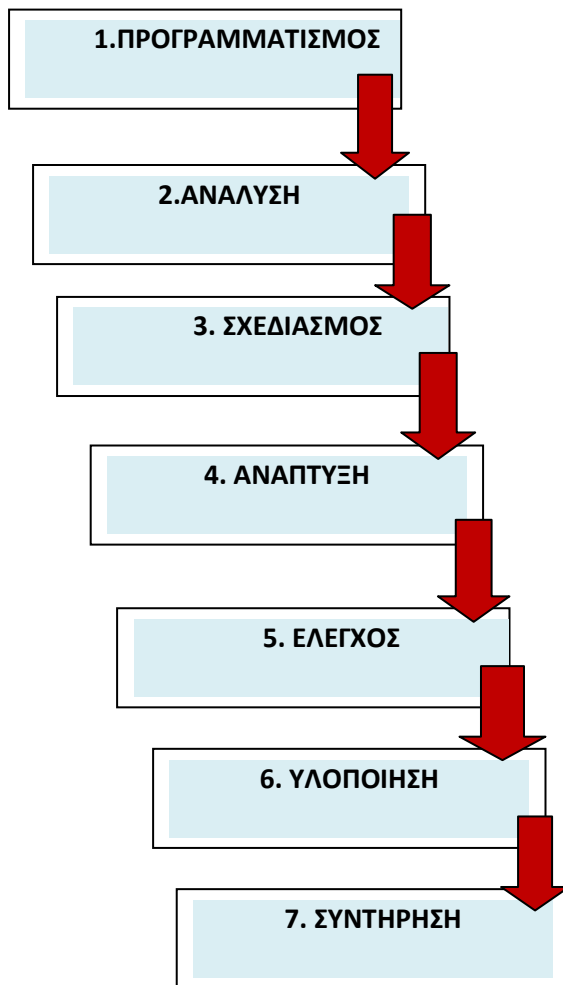 1.ΠΡΟΓΡΑΜΜΑΤΙΣΜΟΣ
2.ΑΝΑΛΥΣΗ
3. ΣΧΕΔΙΑΣΜΟΣ
4. ΑΝΑΠΤΥΞΗ
5. ΕΛΕΓΧΟΣ
6. ΥΛΟΠΟΙΗΣΗ
7. ΣΥΝΤΗΡΗΣΗ